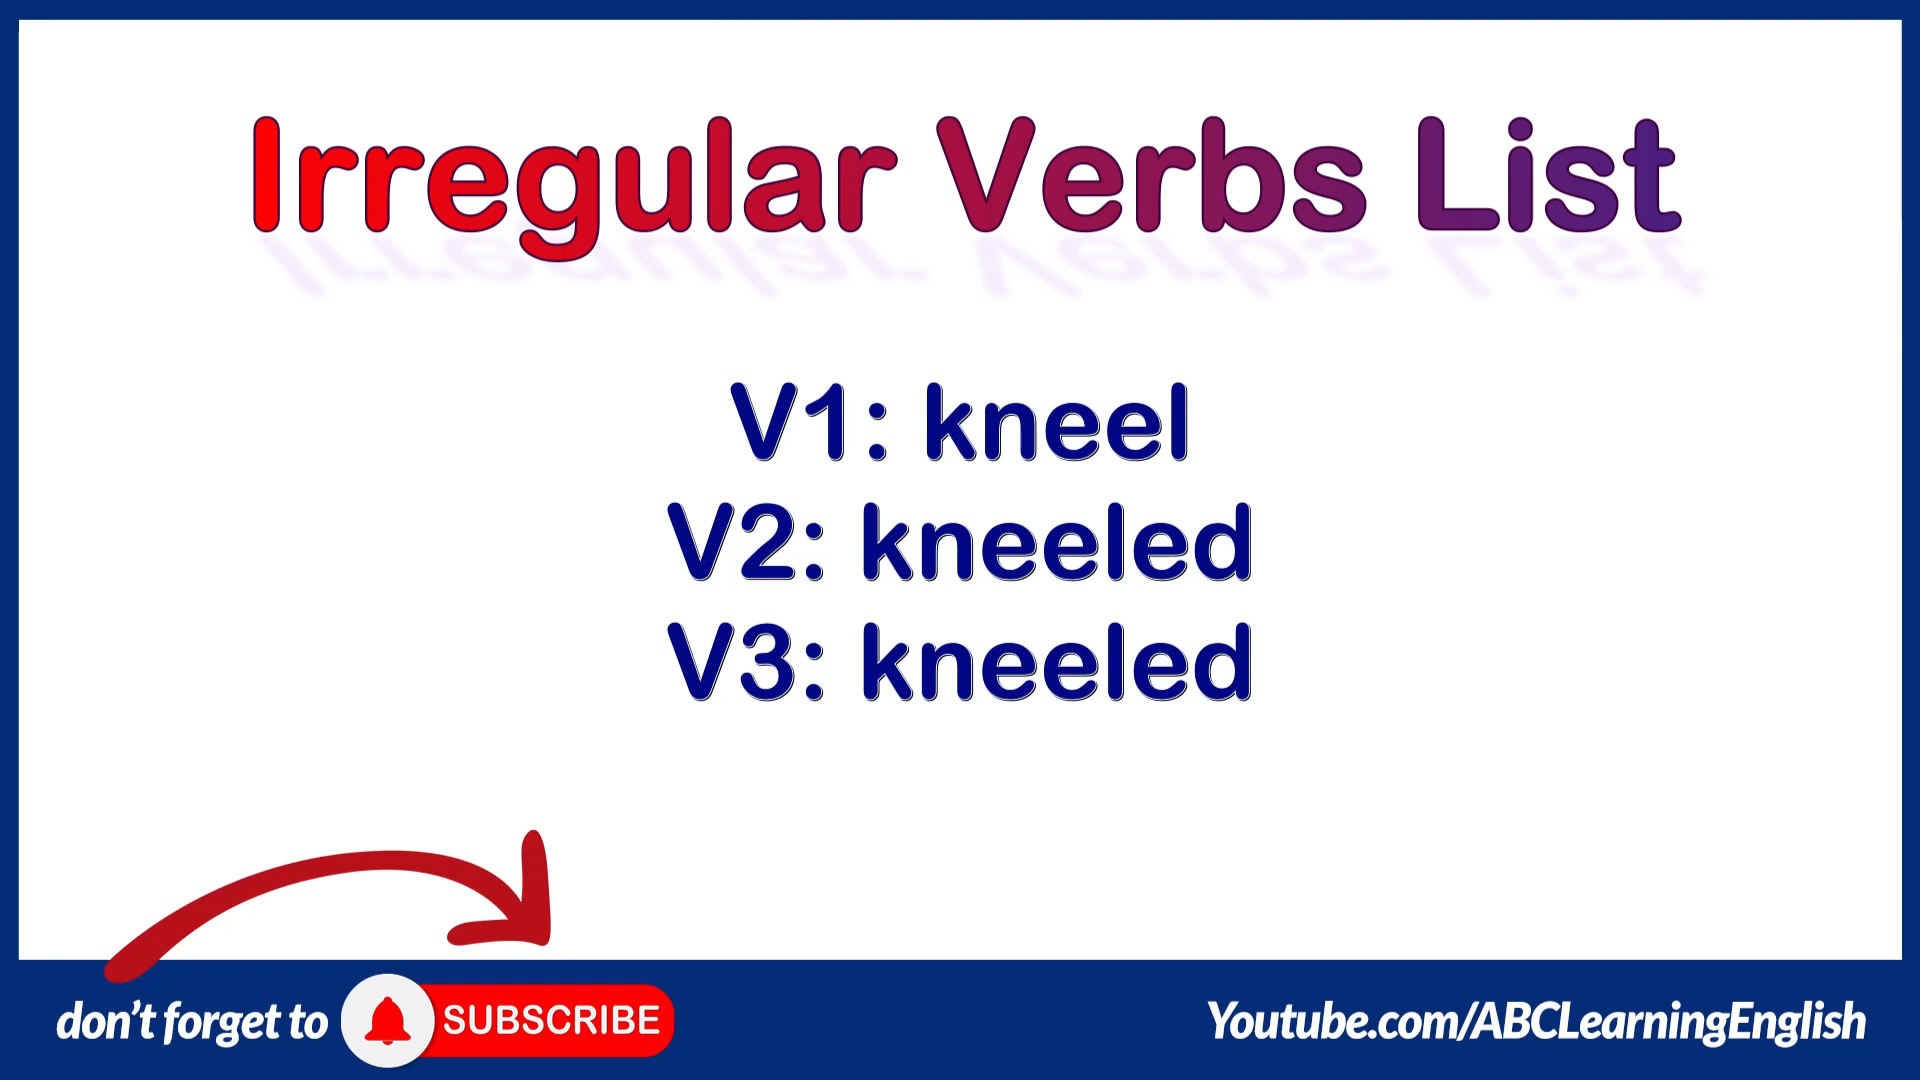 Irregular Verbs List
V1: kneel
V2: kneeled
V3: kneeled
don't forget to SUBSCRIBE
Youtube.com/ABCLearningEnglish